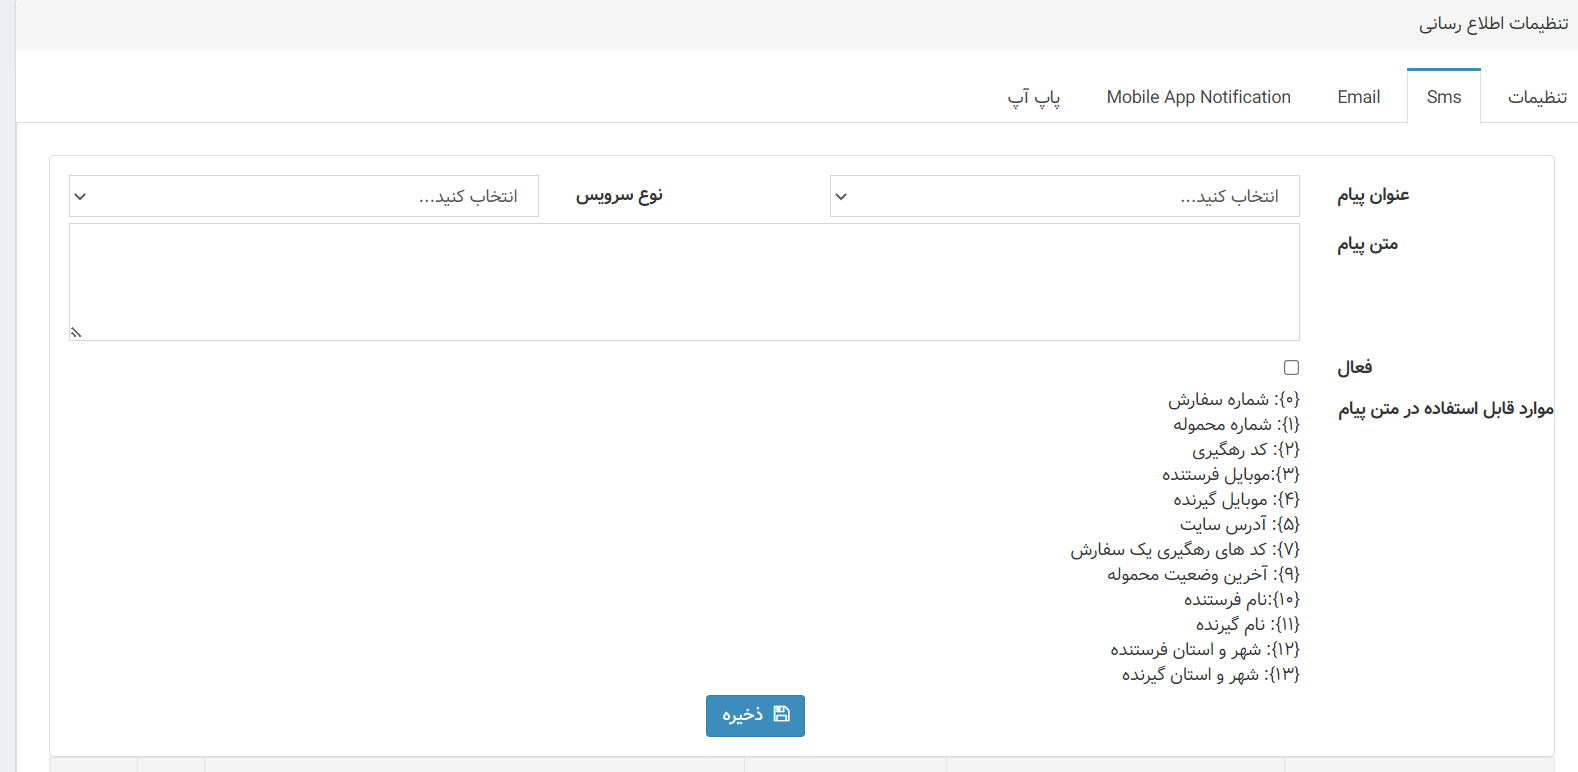 تنظیمات اطلاع رسانی
تنظیمات Sms Email Mobile App Notification پاپ آپ
عنوان پیام انتخاب کنید... نوع سرویس انتخاب کنید...
متن پیام
فعال
موارد قابل استفاده در متن پیام
{۰}: شماره سفارش
{۱}: شماره محموله
{۲}: کد رهگیری
{۳}:موبایل فرستنده
{۴}: موبایل گیرنده
{۵}: آدرس سایت
{۷}: کد های رهگیری یک سفارش
{۹}: آخرین وضعیت محموله
{۱۰}:نام فرستنده
{۱۱}: نام گیرنده
{۱۲}: شهر و استان فرستنده
{۱۳}: شهر و استان گیرنده
ذخیره